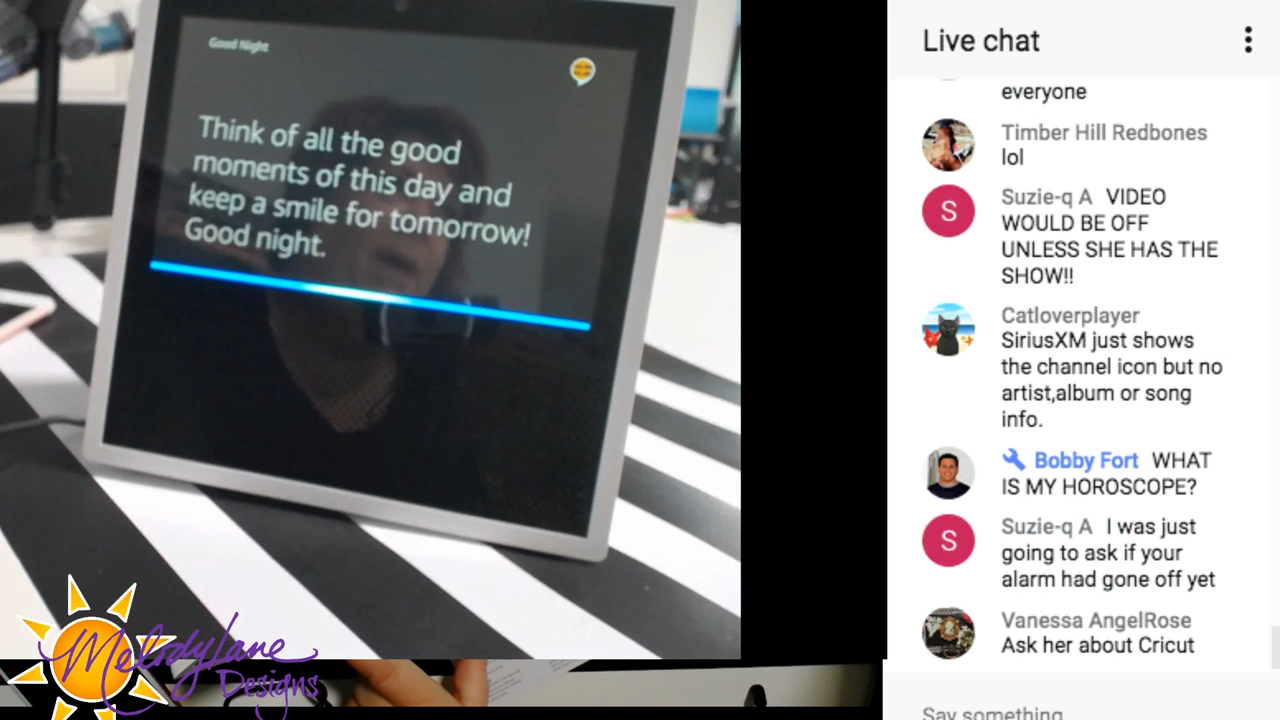 Good Night
Think of all the good
moments of this day and
keep a smile for tomorrow!
Good night.
MelodyLane
Designs
Live chat
everyone
Timber Hill Redbones
lol
Suzie-q A VIDEO
WOULD BE OFF
UNLESS SHE HAS THE
SHOW!!
Catloverplayer
SiriusXM just shows
the channel icon but no
artist,album or song
info.
Bobby Fort WHAT
IS MY HOROSCOPE?
S
Suzie-q A I was just
going to ask if your
alarm had gone off yet
S
Vanessa AngelRose
Ask her about Cricut
Say something